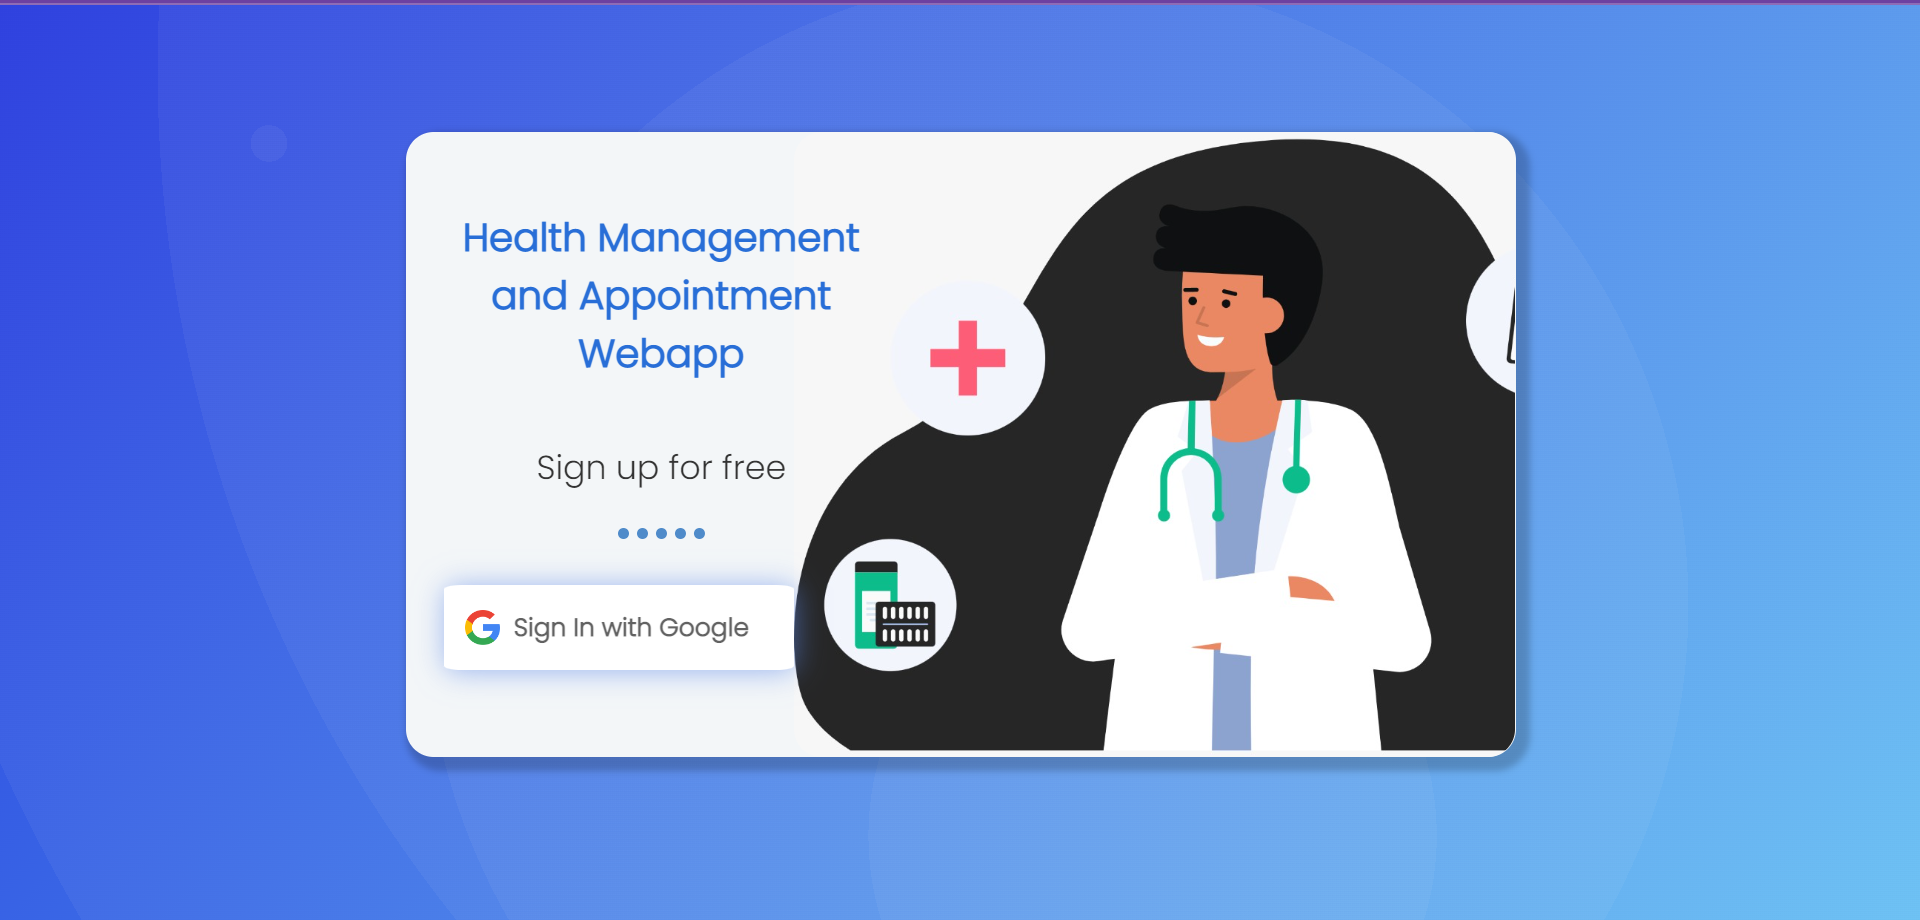 Health Management
and Appointment
Webapp
Sign up for free
Sign In with Google